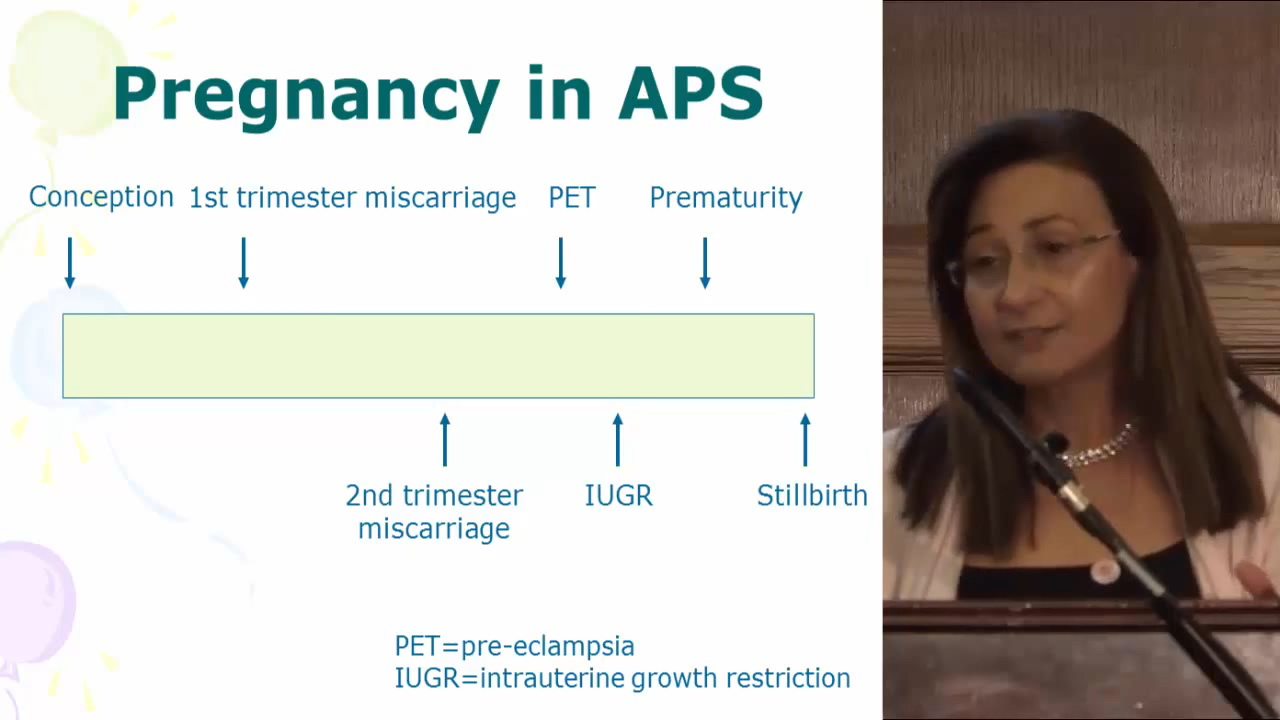 Pregnancy in APS
Conception 1st trimester miscarriage PET Prematurity
2nd trimester miscarriage IUGR Stillbirth
PET=pre-eclampsia
IUGR=intrauterine growth restriction